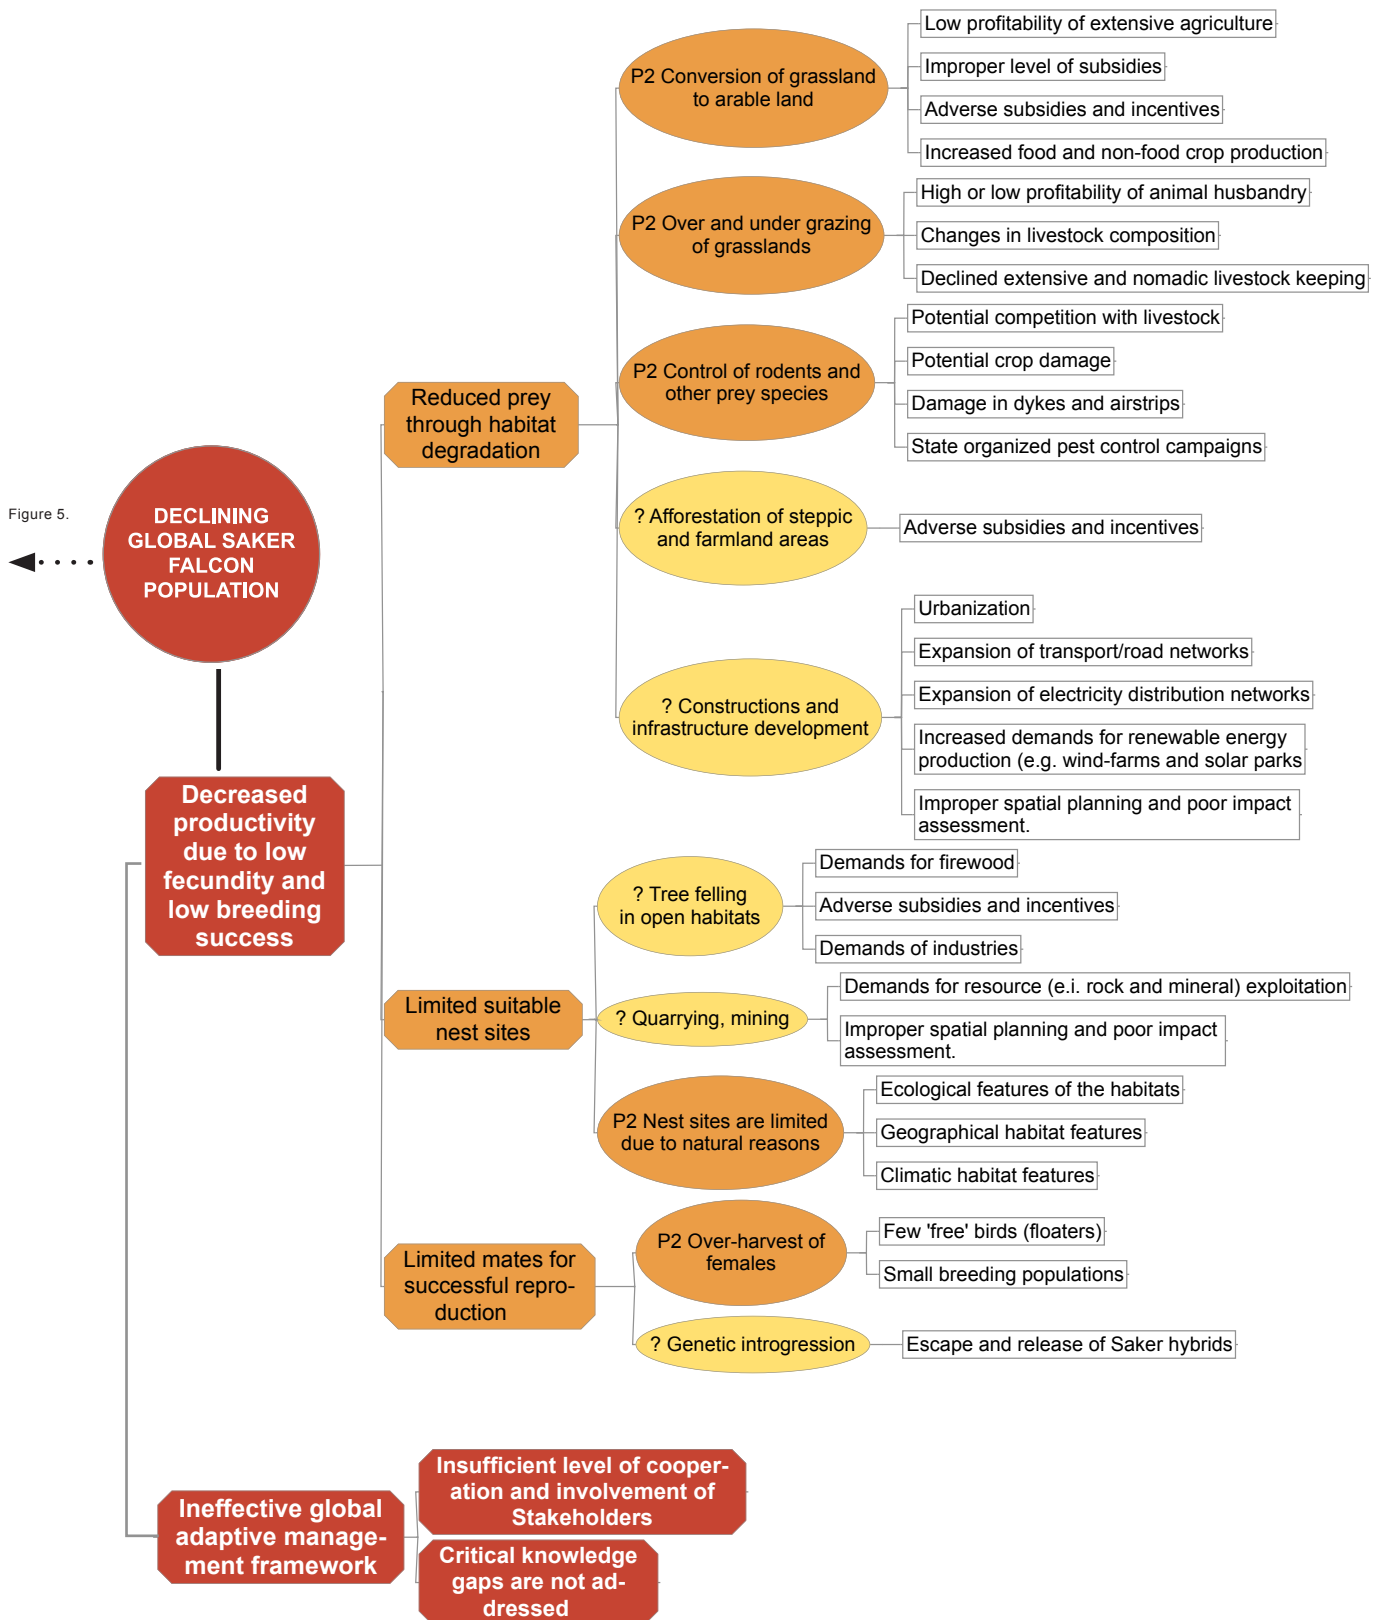 Low profitability of extensive agriculture
P2 Conversion of grassland
to arable land
Improper level of subsidies
Adverse subsidies and incentives
Increased food and non-food crop production
High or low profitability of animal husbandry
P2 Over and under grazing
of grasslands
Changes in livestock composition
Declined extensive and nomadic livestock keeping
Potential competition with livestock
P2 Control of rodents and
other prey species
Potential crop damage
Damage in dykes and airstrips
State organized pest control campaigns
Reduced prey
through habitat
degradation
Figure 5.
DECLINING
GLOBAL SAKER
FALCON
POPULATION
? Afforestation of steppic
and farmland areas
Adverse subsidies and incentives
Urbanization
Expansion of transport/road networks
? Constructions and
infrastructure development
Expansion of electricity distribution networks
Increased demands for renewable energy
production (e.g. wind-farms and solar parks
Improper spatial planning and poor impact
assessment.
Decreased
productivity
due to low
fecundity and
low breeding
success
Demands for firewood
? Tree felling
in open habitats
Adverse subsidies and incentives
Demands of industries
Limited suitable
nest sites
? Quarrying, mining
Demands for resource (e.i. rock and mineral) exploitation
Improper spatial planning and poor impact
assessment.
P2 Nest sites are limited
due to natural reasons
Ecological features of the habitats
Geographical habitat features
Climatic habitat features
Limited mates for
successful repro-
duction
P2 Over-harvest of
females
Few 'free' birds (floaters)
Small breeding populations
? Genetic introgression
Escape and release of Saker hybrids
Ineffective global
adaptive manage-
ment framework
Insufficient level of cooper-
ation and involvement of
Stakeholders
Critical knowledge
gaps are not ad-
dressed